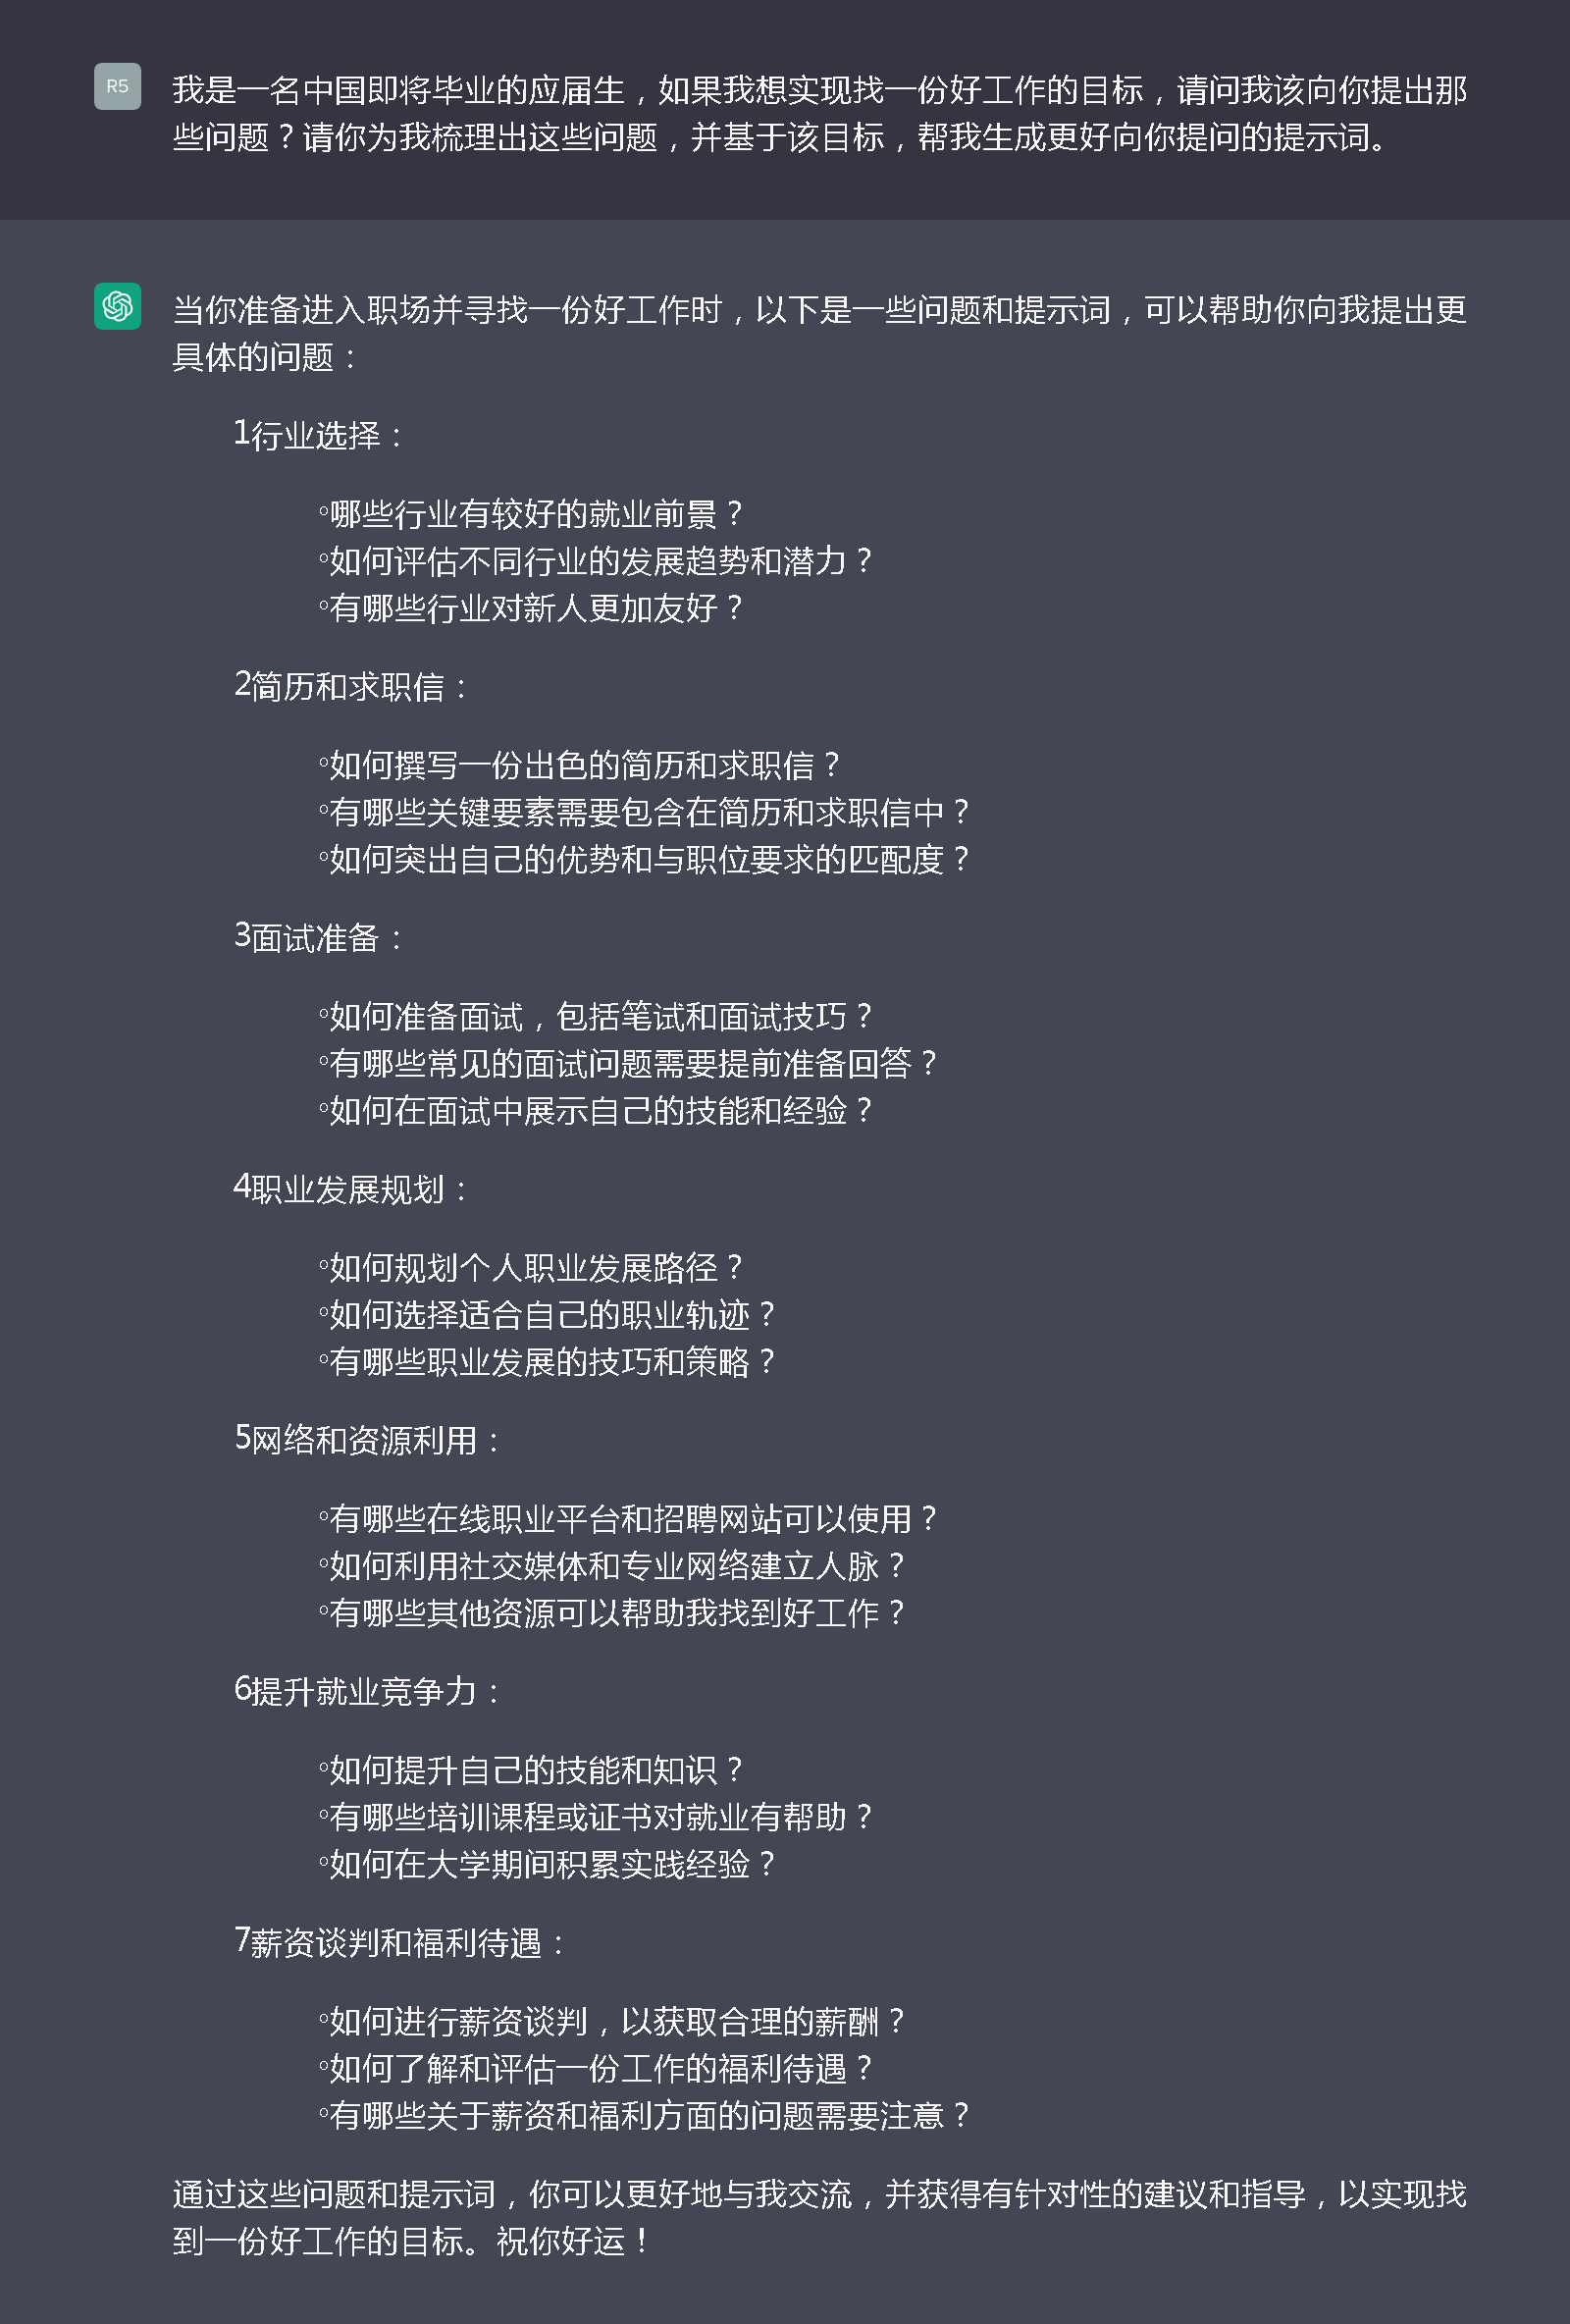 R5
我是一名中国即将毕业的应届生，如果我想实现找一份好工作的目标，请问我该向你提出那
些问题？请你为我梳理出这些问题，并基于该目标，帮我生成更好向你提问的提示词。
当你准备进入职场并寻找一份好工作时，以下是一些问题和提示词，可以帮助你向我提出更
具体的问题：
1行业选择：
◦哪些行业有较好的就业前景？
◦如何评估不同行业的发展趋势和潜力？
◦有哪些行业对新人更加友好？
2简历和求职信：
◦如何撰写一份出色的简历和求职信？
◦有哪些关键要素需要包含在简历和求职信中？
◦如何突出自己的优势和与职位要求的匹配度？
3面试准备：
◦如何准备面试，包括笔试和面试技巧？
◦有哪些常见的面试问题需要提前准备回答？
◦如何在面试中展示自己的技能和经验？
4职业发展规划：
◦如何规划个人职业发展路径？
◦如何选择适合自己的职业轨迹？
◦有哪些职业发展的技巧和策略？
5网络和资源利用：
◦有哪些在线职业平台和招聘网站可以使用？
◦如何利用社交媒体和专业网络建立人脉？
◦有哪些其他资源可以帮助我找到好工作？
6提升就业竞争力：
◦如何提升自己的技能和知识？
◦有哪些培训课程或证书对就业有帮助？
◦如何在大学期间积累实践经验？
7薪资谈判和福利待遇：
◦如何进行薪资谈判，以获取合理的薪酬？
◦如何了解和评估一份工作的福利待遇？
◦有哪些关于薪资和福利方面的问题需要注意？
通过这些问题和提示词，你可以更好地与我交流，并获得有针对性的建议和指导，以实现找
到一份好工作的目标。祝你好运！